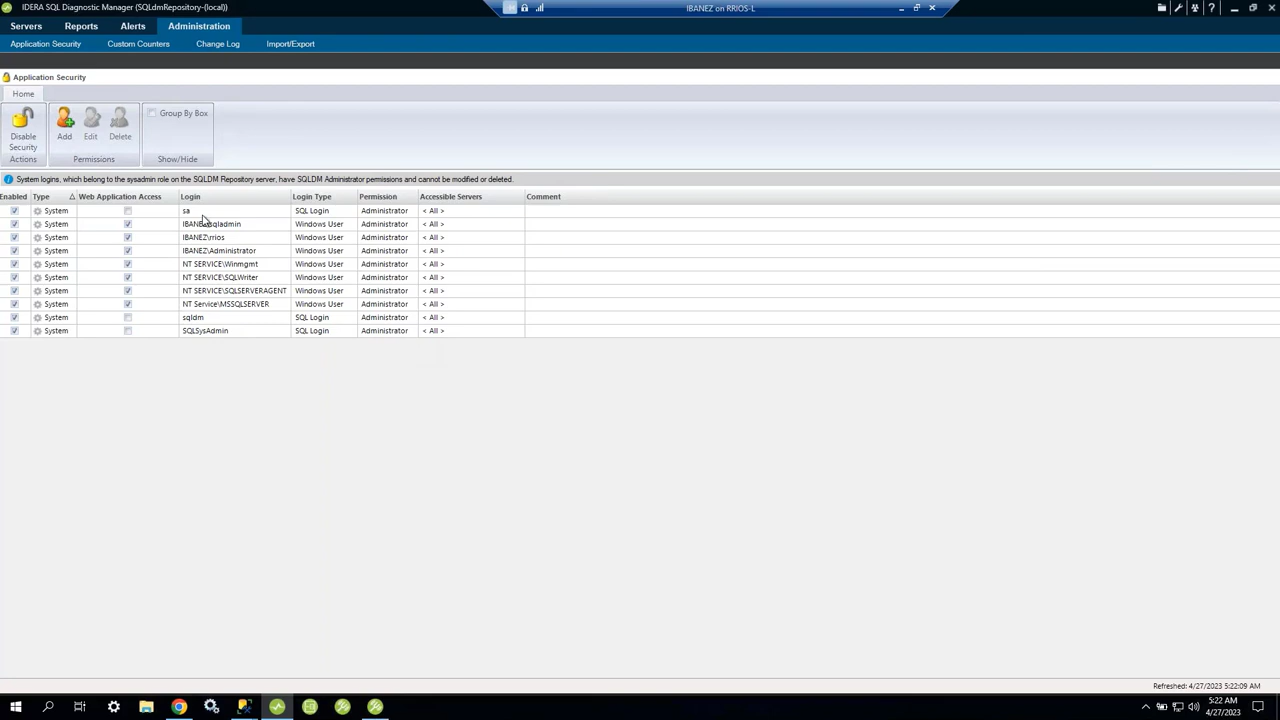 IDERA SQL Diagnostic Manager (SQLdmRepository-(local))
IBANEZ on RRIOS-L
Servers Reports Alerts Administration
Application Security Custom Counters Change Log Import/Export
Application Security
Home
Disable Security
Add Edit Delete
Group By Box
Actions Permissions Show/Hide
System logins, which belong to the sysadmin role on the SQLDM Repository server, have SQLDM Administrator permissions and cannot be modified or deleted.
Enabled Type Web Application Access Login Login Type Permission Accessible Servers Comment
System sa SQL Login Administrator < All >
System IBANEZ\sqladmin Windows User Administrator < All >
System IBANEZ\rrios Windows User Administrator < All >
System IBANEZ\Administrator Windows User Administrator < All >
System NT SERVICE\Winmgmt Windows User Administrator < All >
System NT SERVICE\SQLWriter Windows User Administrator < All >
System NT SERVICE\SQLSERVERAGENT Windows User Administrator < All >
System NT Service\MSSQLSERVER Windows User Administrator < All >
System sqldm SQL Login Administrator < All >
System SQLSysAdmin SQL Login Administrator < All >
Refreshed: 4/27/2023 5:22:09 AM
5:22 AM
4/27/2023